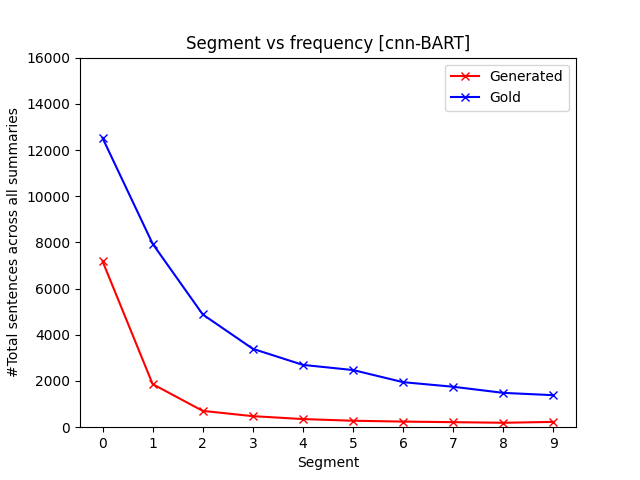 Segment vs frequency [cnn-BART]
Generated
Gold
#Total sentences across all summaries
16000
14000
12000
10000
8000
6000
4000
2000
0
0 1 2 3 4 5 6 7 8 9
Segment